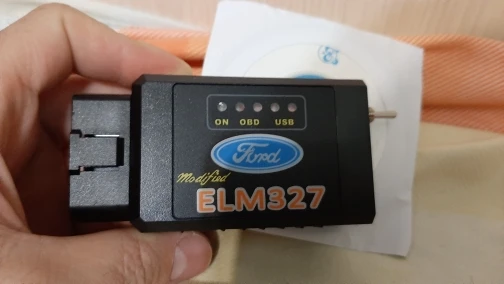 ON OBD USB
Ford
Modified
ELM327